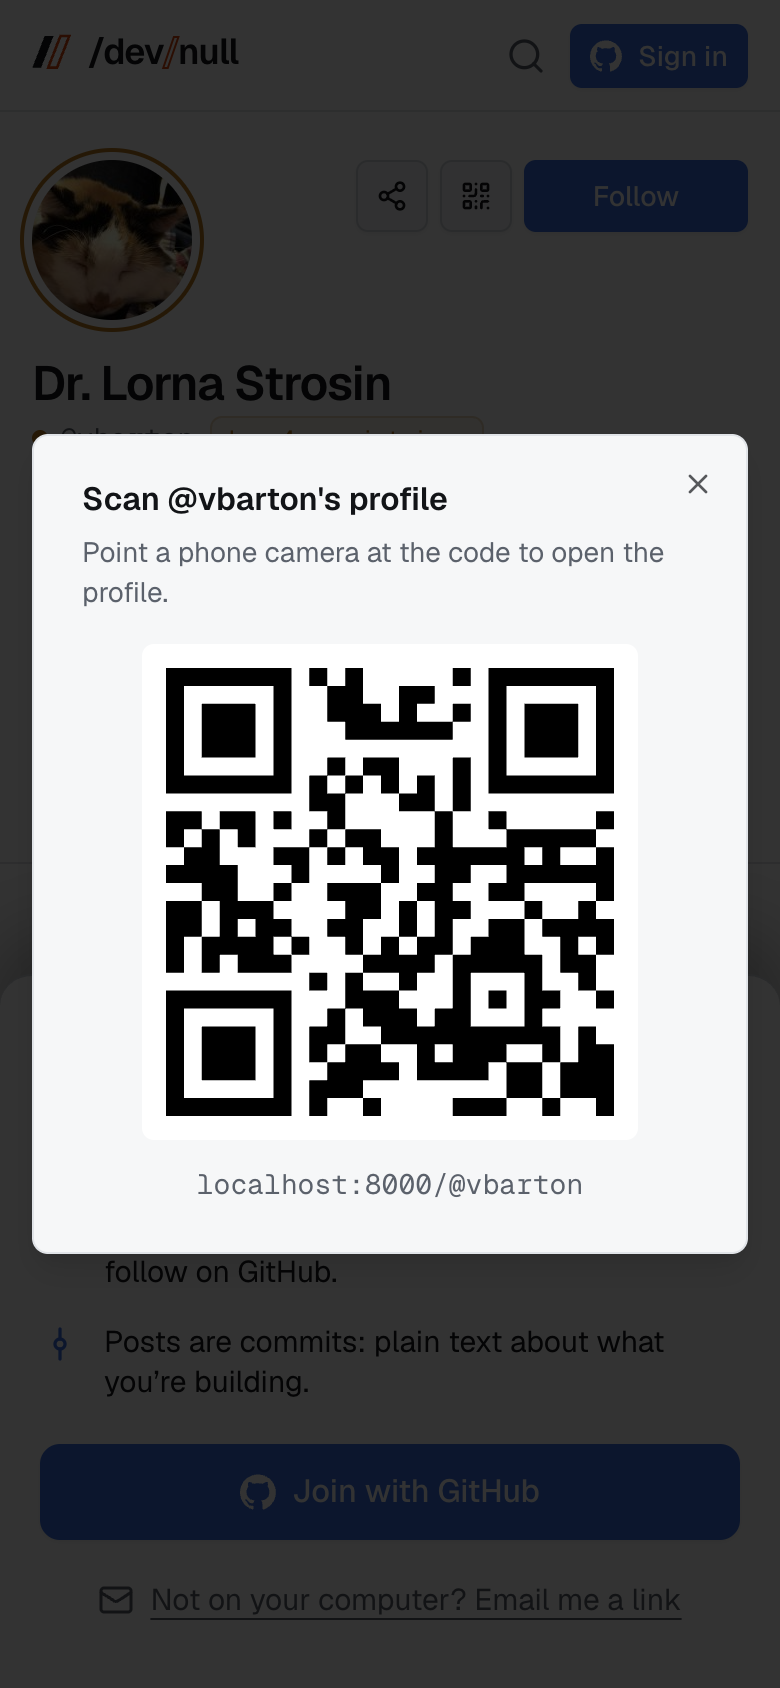 /dev//null
Sign in
Follow
Dr. Lorna Strosin
Scan @vbarton's profile
Point a phone camera at the code to open the
profile.
localhost:8000/@vbarton
follow on GitHub.
Posts are commits: plain text about what
you’re building.
Join with GitHub
Not on your computer? Email me a link